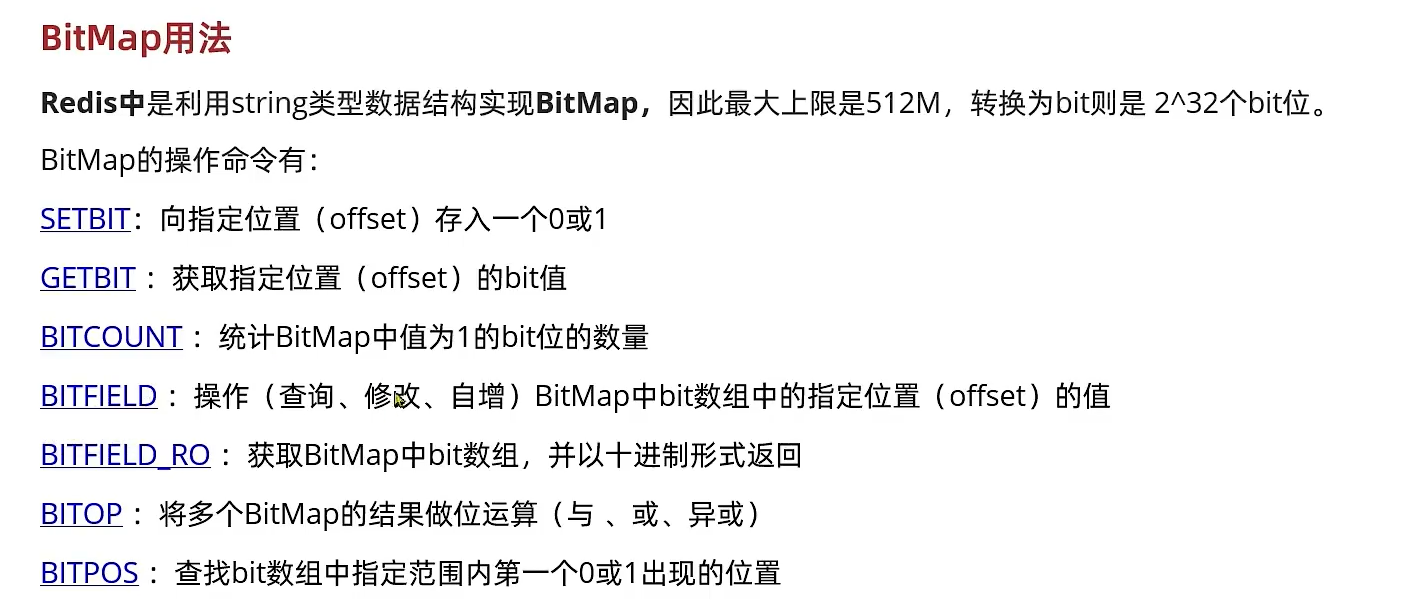 BitMap用法
Redis中是利用string类型数据结构实现BitMap，因此最大上限是512M，转换为bit则是 2^32个bit位。
BitMap的操作命令有：
SETBIT：向指定位置（offset）存入一个0或1
GETBIT ：获取指定位置（offset）的bit值
BITCOUNT ：统计BitMap中值为1的bit位的数量
BITFIELD ：操作（查询、修改、自增）BitMap中bit数组中的指定位置（offset）的值
BITFIELD_RO ：获取BitMap中bit数组，并以十进制形式返回
BITOP ：将多个BitMap的结果做位运算（与 、或、异或）
BITPOS ：查找bit数组中指定范围内第一个0或1出现的位置